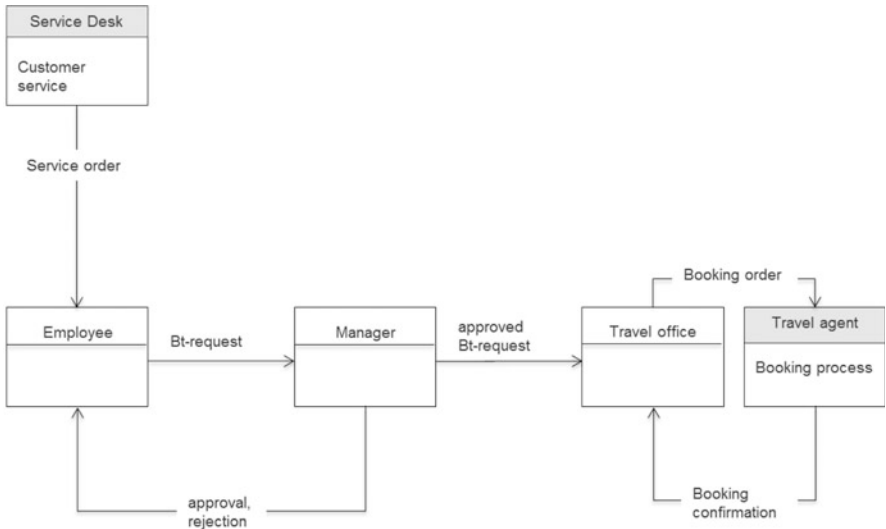 Service Desk
Customer
service
Service order
Booking order
Employee
Bt-request
Manager
approved
Bt-request
Travel office
Travel agent
Booking process
approval,
rejection
Booking
confirmation